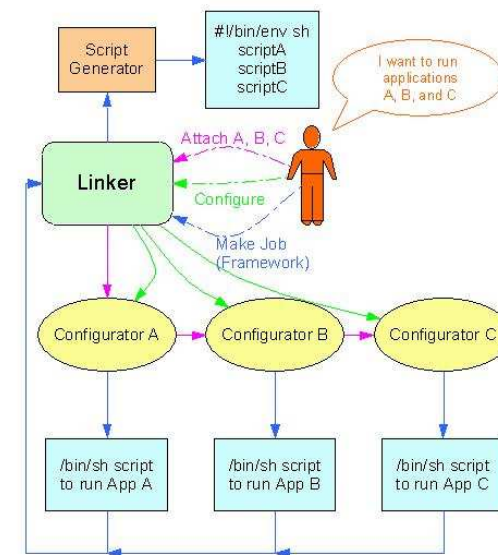 Script
Generator
#!/bin/env sh
scriptA
scriptB
scriptC
I want to run
applications
A, B, and C
Attach A, B, C
Linker
Configure
Make Job
(Framework)
Configurator A
Configurator B
Configurator C
/bin/sh script
to run App A
/bin/sh script
to run App B
/bin/sh script
to run App C